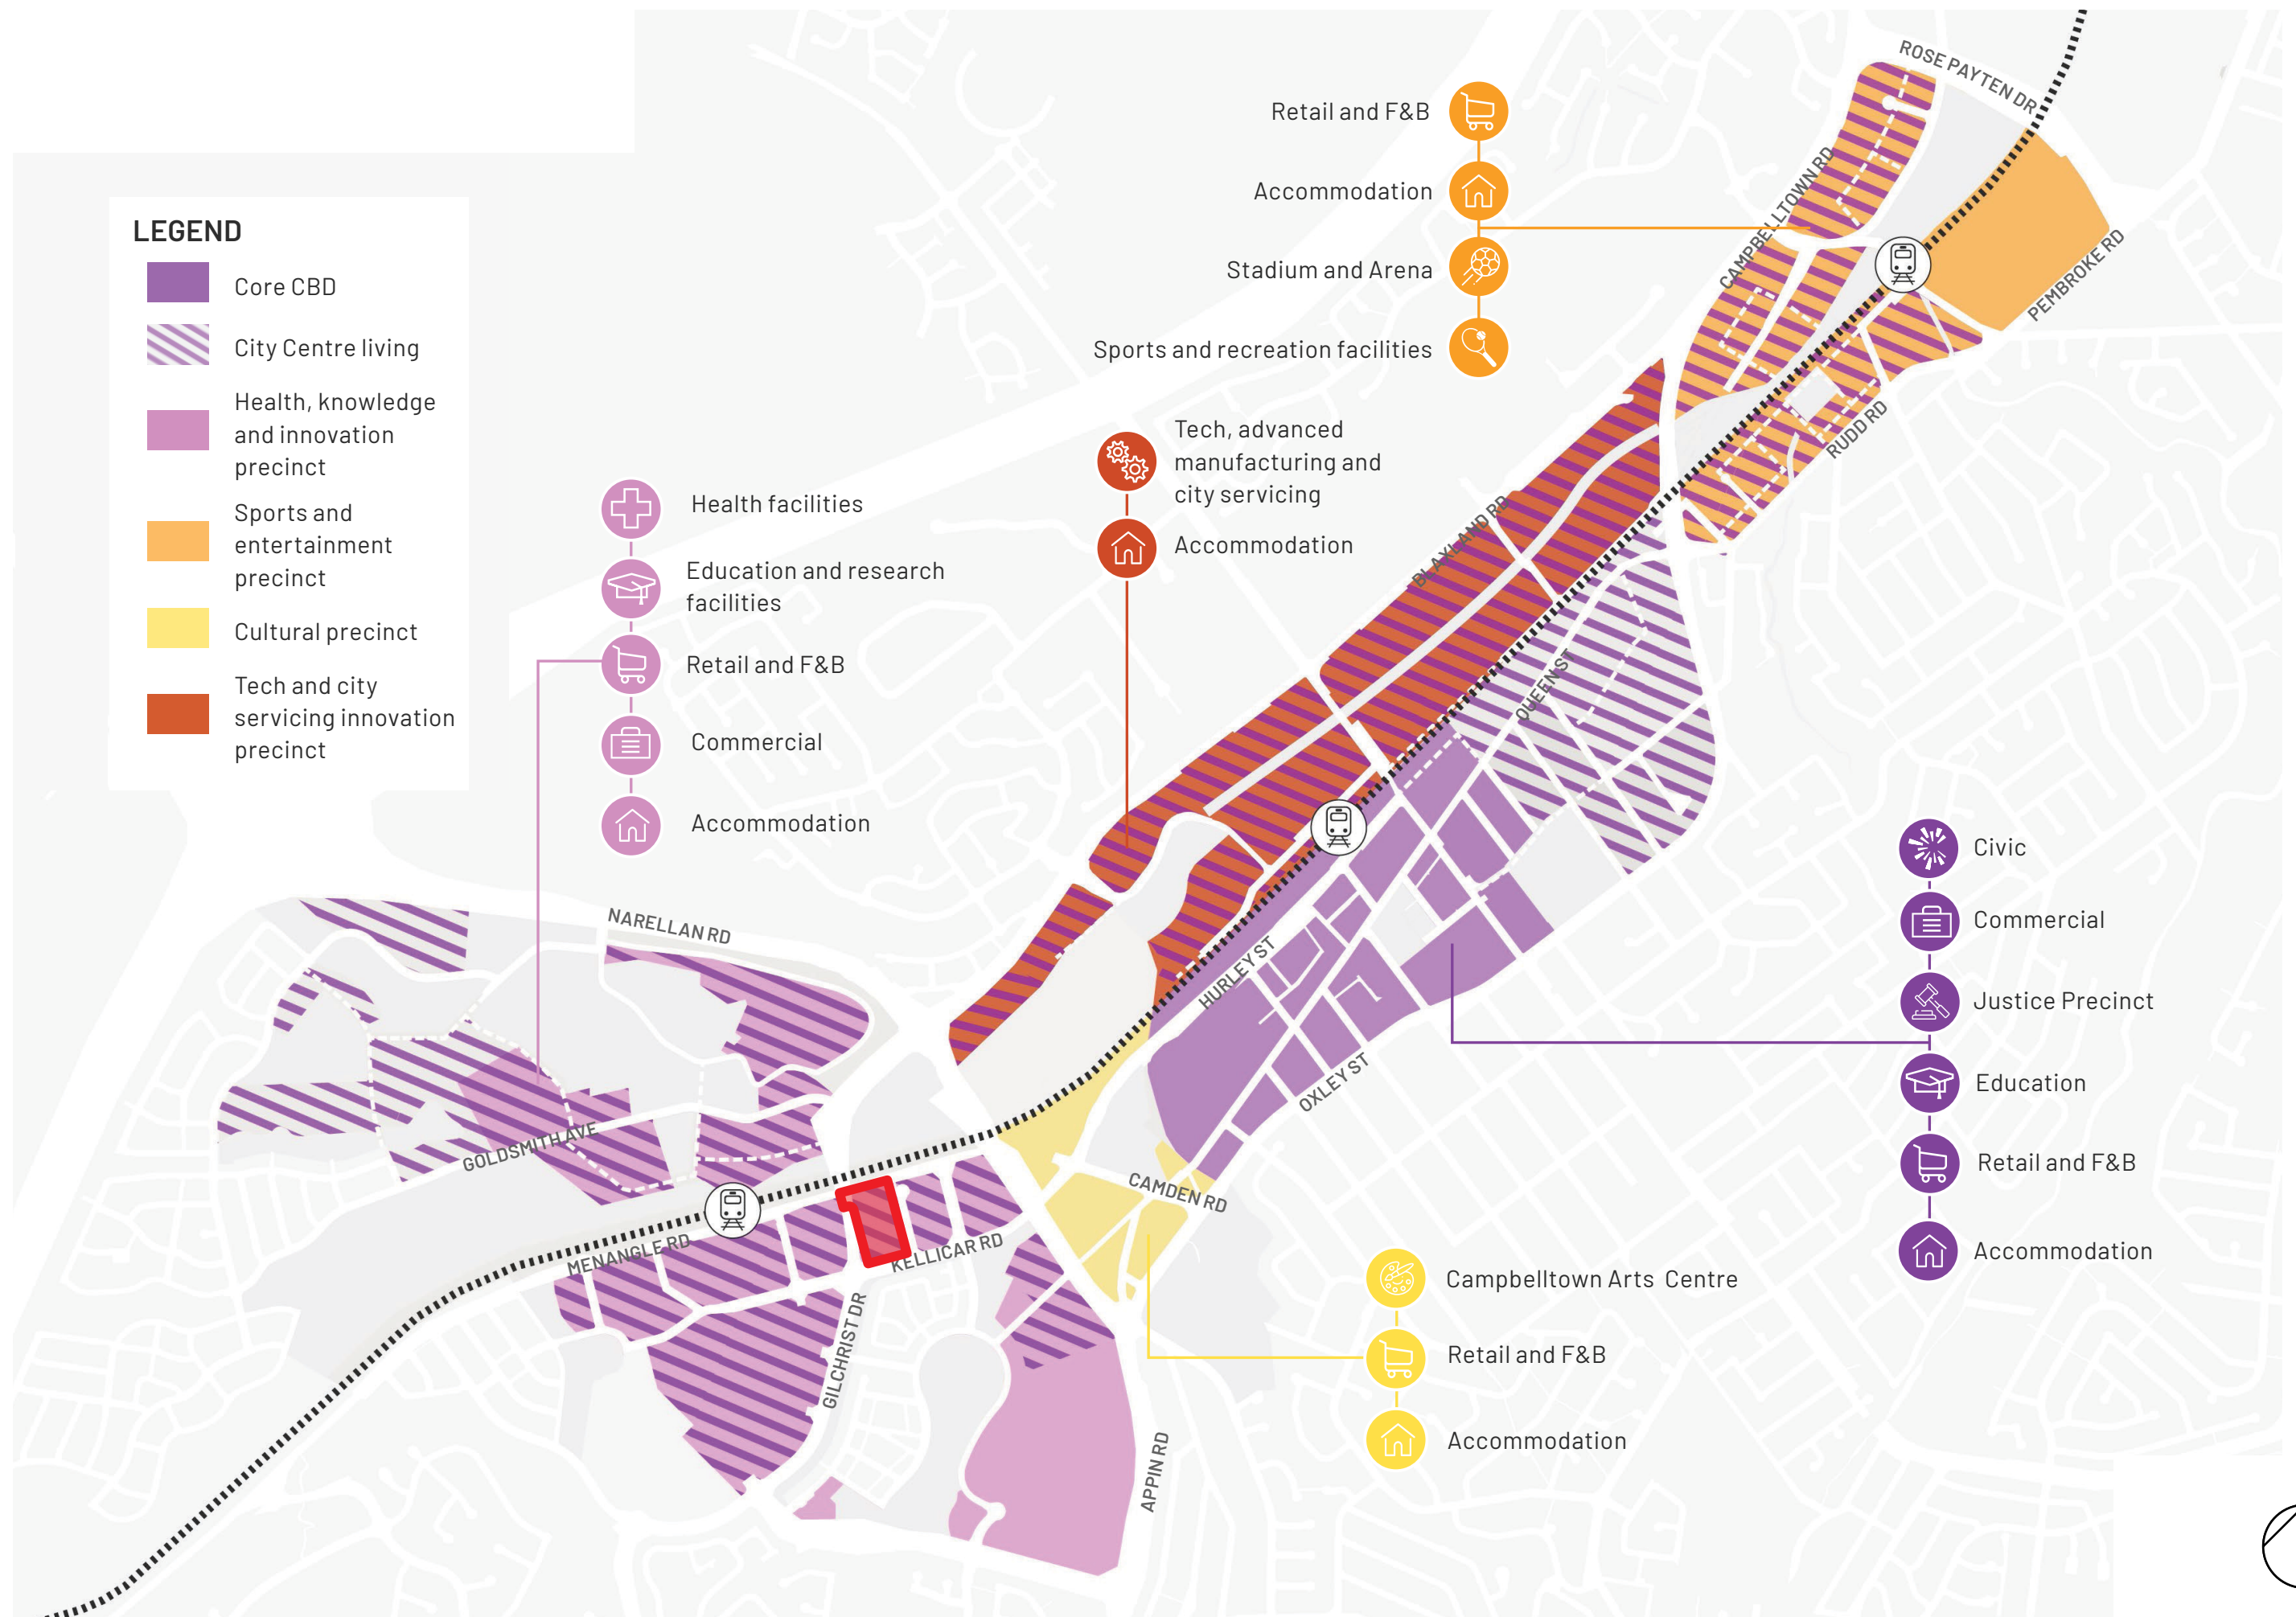 LEGEND
Core CBD
City Centre living
Health, knowledge
and innovation
precinct
Sports and
entertainment
precinct
Cultural precinct
Tech and city
servicing innovation
precinct
Retail and F&B
Accommodation
Stadium and Arena
Sports and recreation facilities
Tech, advanced
manufacturing and
city servicing
Accommodation
Health facilities
Education and research
facilities
Retail and F&B
Commercial
Accommodation
Civic
Commercial
Justice Precinct
Education
Retail and F&B
Accommodation
Campbelltown Arts Centre
Retail and F&B
Accommodation
ROSE PAYTEN DR
CAMPBELLTOWN RD
PEMBROKE RD
RUDD RD
BLAXLAND RD
QUEEN ST
NARELLAN RD
HURLEY ST
OXLEY ST
GOLDSMITH AVE
CAMDEN RD
MENANGLE RD
KELLICAR RD
GILCHRIST DR
APPIN RD